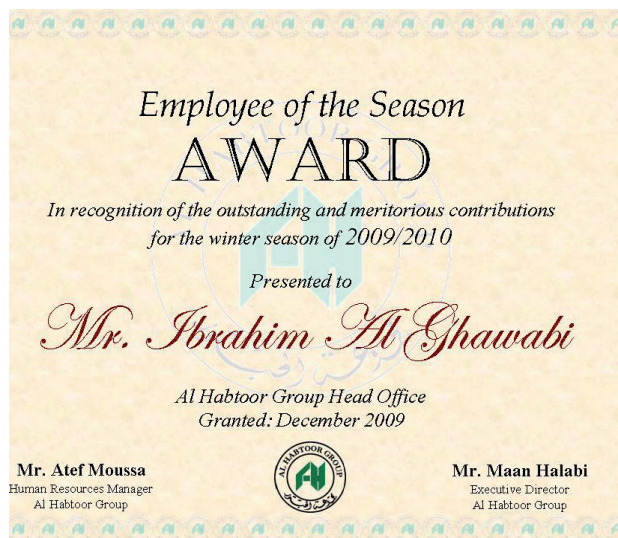 Employee of the Season
AWARD
In recognition of the outstanding and meritorious contributions
for the winter season of 2009/2010
Presented to
Mr. Ibrahim Al Ghawabi
Al Habtoor Group Head Office
Granted: December 2009
AL HABTOOR GROUP
Mr. Atef Moussa
Human Resources Manager
Al Habtoor Group
Mr. Maan Halabi
Executive Director
Al Habtoor Group